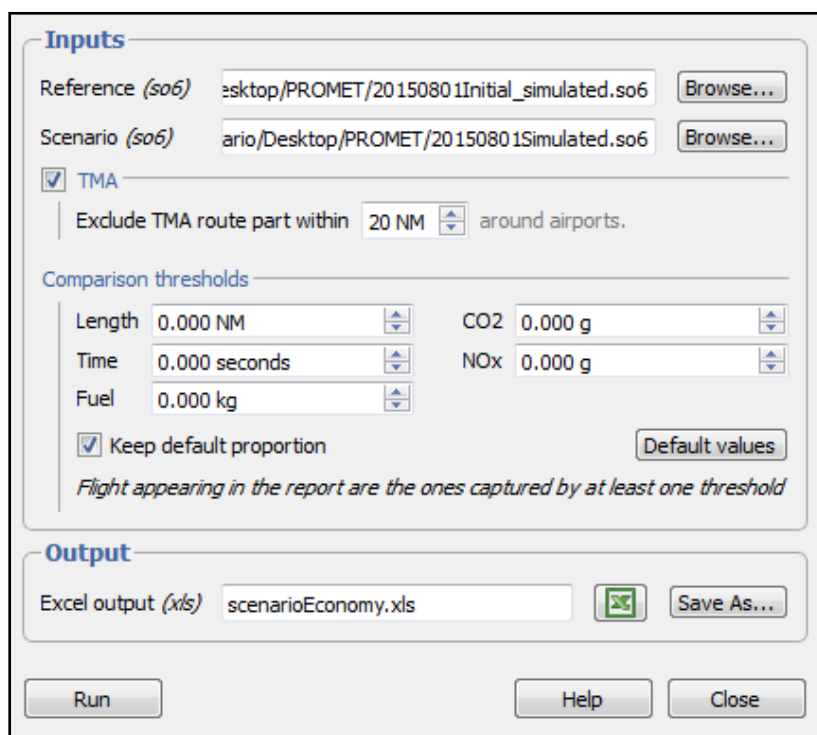 Inputs
Reference (so6) esktop/PROMET/20150801Initial_simulated.so6 Browse...
Scenario (so6) ario/Desktop/PROMET/20150801Simulated.so6 Browse...
TMA
Exclude TMA route part within 20 NM around airports.
Comparison thresholds
Length 0.000 NM CO2 0.000 g
Time 0.000 seconds NOx 0.000 g
Fuel 0.000 kg
Keep default proportion Default values
Flight appearing in the report are the ones captured by at least one threshold
Output
Excel output (xls) scenarioEconomy.xls Save As...
Run Help Close